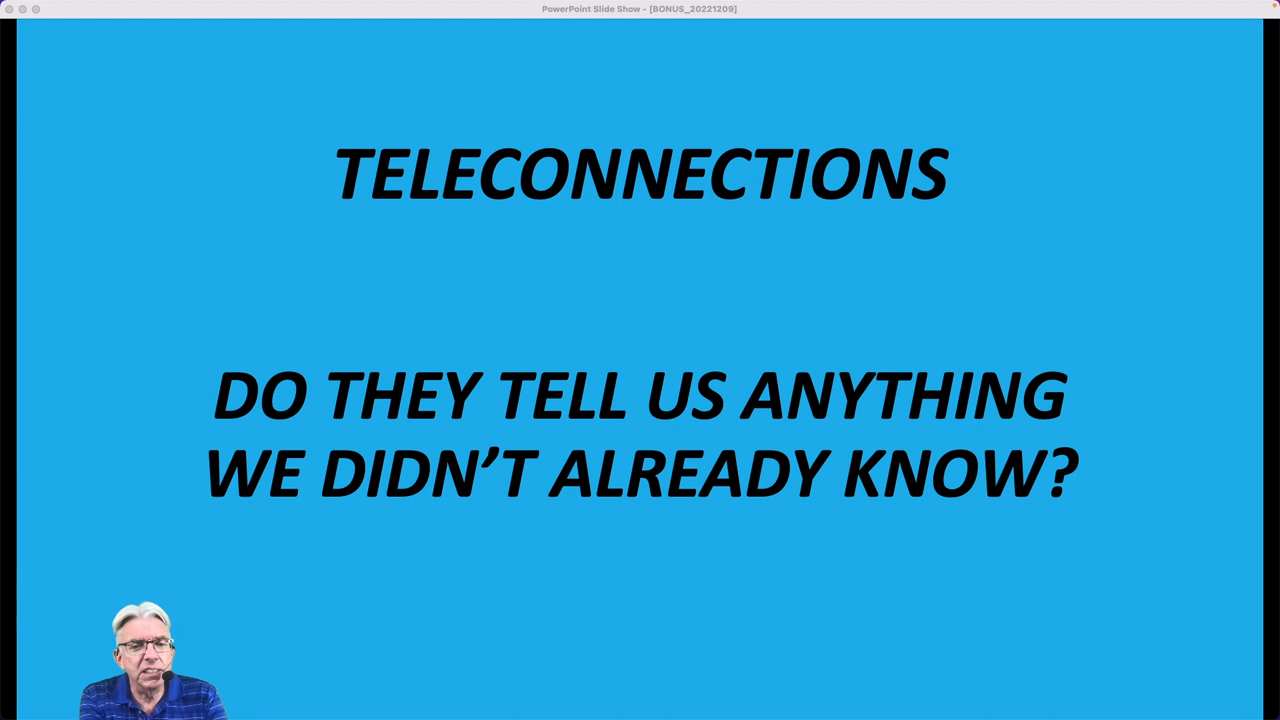 PowerPoint Slide Show - [BONUS_20221209]
TELECONNECTIONS
DO THEY TELL US ANYTHING
WE DIDN’T ALREADY KNOW?